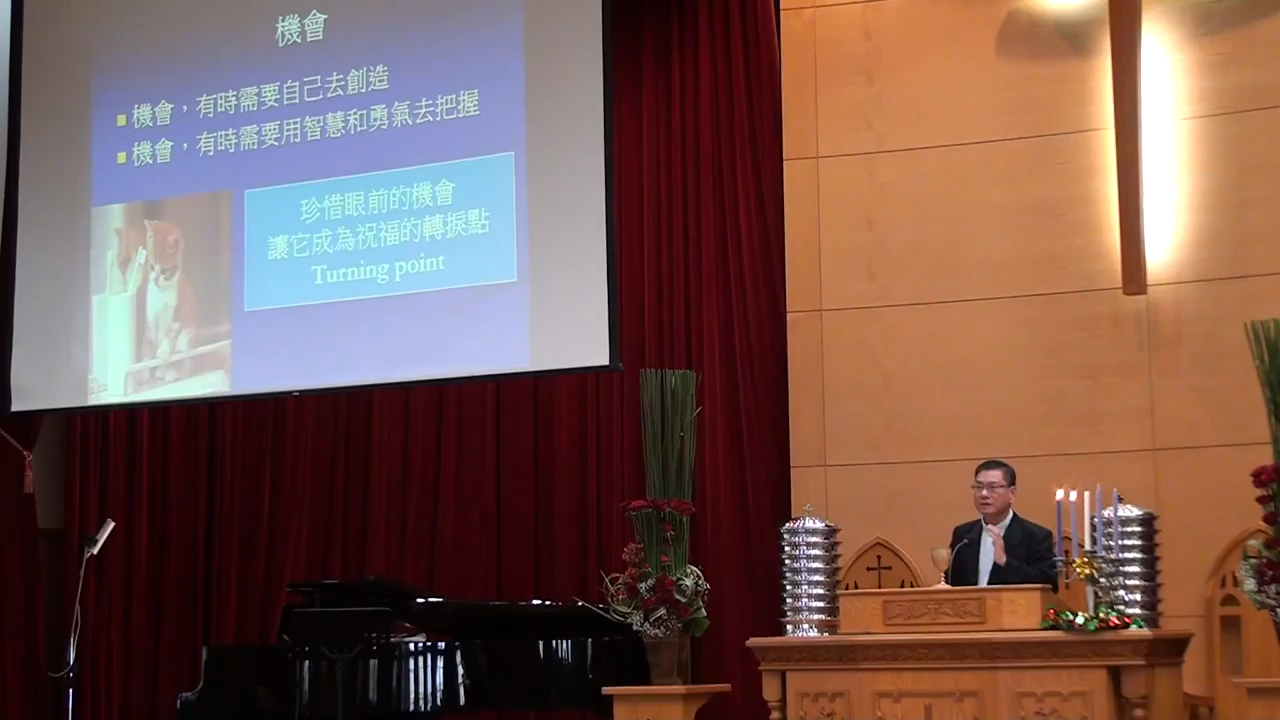 機會
機會，有時需要自己去創造
機會，有時需要用智慧和勇氣去把握
珍惜眼前的機會
讓它成為祝福的轉捩點
Turning point